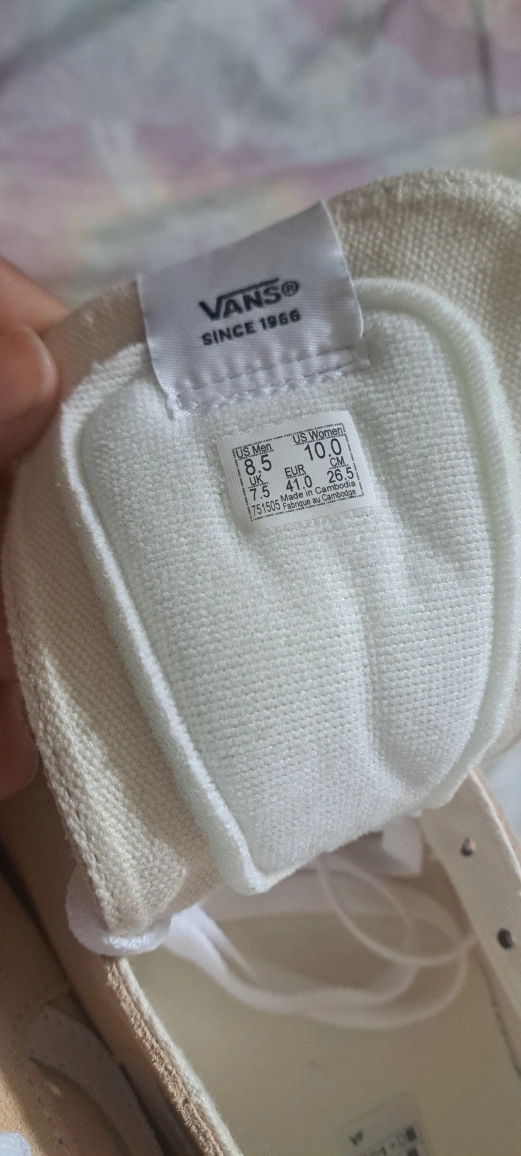 VANS®
SINCE 1966
US Men US Women
8.5 10.0
UK EUR CM
7.5 41.0 26.5
751505 Made in Cambodia
Fabriqué au Cambodge